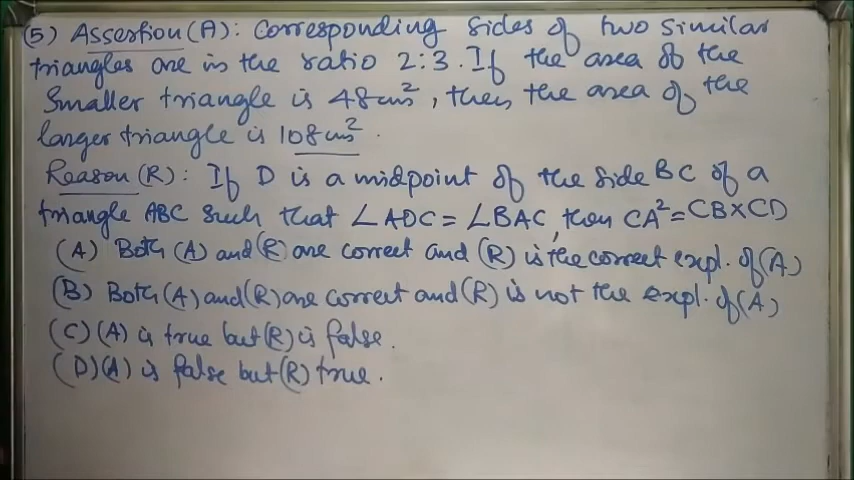 (5) Assertion (A): Corresponding sides of two similar
triangles are in the ratio 2:3. If the area of the
smaller triangle is 48cm², then the area of the
larger triangle is 108cm².
Reason (R): If D is a midpoint of the side BC of a
triangle ABC such that ∠ADC = ∠BAC, then CA² = CB×CD
(A) Both (A) and (R) are correct and (R) is the correct expl. of (A)
(B) Both (A) and (R) are correct and (R) is not the expl. of (A)
(C) (A) is true but (R) is false.
(D) (A) is false but (R) true.